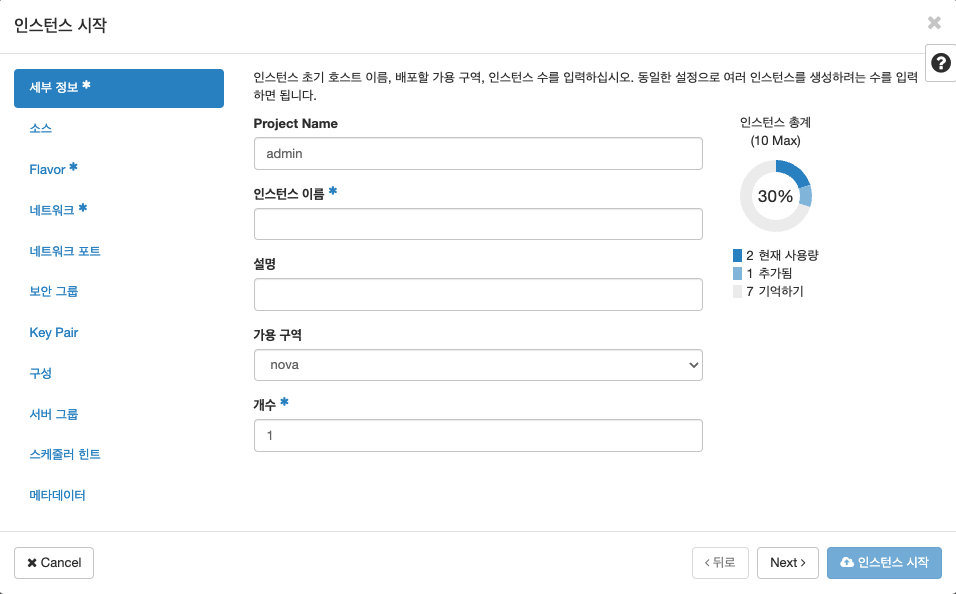 인스턴스 시작
세부 정보 *
소스
Flavor *
네트워크 *
네트워크 포트
보안 그룹
Key Pair
구성
서버 그룹
스케줄러 힌트
메타데이터
인스턴스 초기 호스트 이름, 배포할 가용 구역, 인스턴스 수를 입력하십시오. 동일한 설정으로 여러 인스턴스를 생성하려는 수를 입력
하면 됩니다.
Project Name
admin
인스턴스 이름 *
설명
가용 구역
nova
개수 *
1
인스턴스 총계
(10 Max)
30%
2 현재 사용량
1 추가됨
7 기억하기
Cancel
뒤로
Next
인스턴스 시작